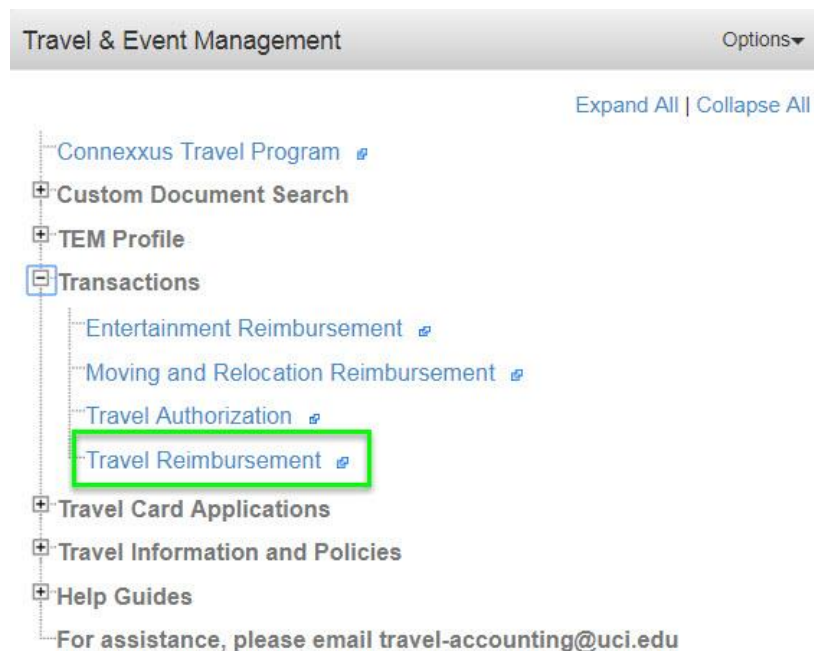 Travel & Event Management Options
Expand All | Collapse All
Connexxus Travel Program
Custom Document Search
TEM Profile
Transactions
Entertainment Reimbursement
Moving and Relocation Reimbursement
Travel Authorization
Travel Reimbursement
Travel Card Applications
Travel Information and Policies
Help Guides
For assistance, please email travel-accounting@uci.edu